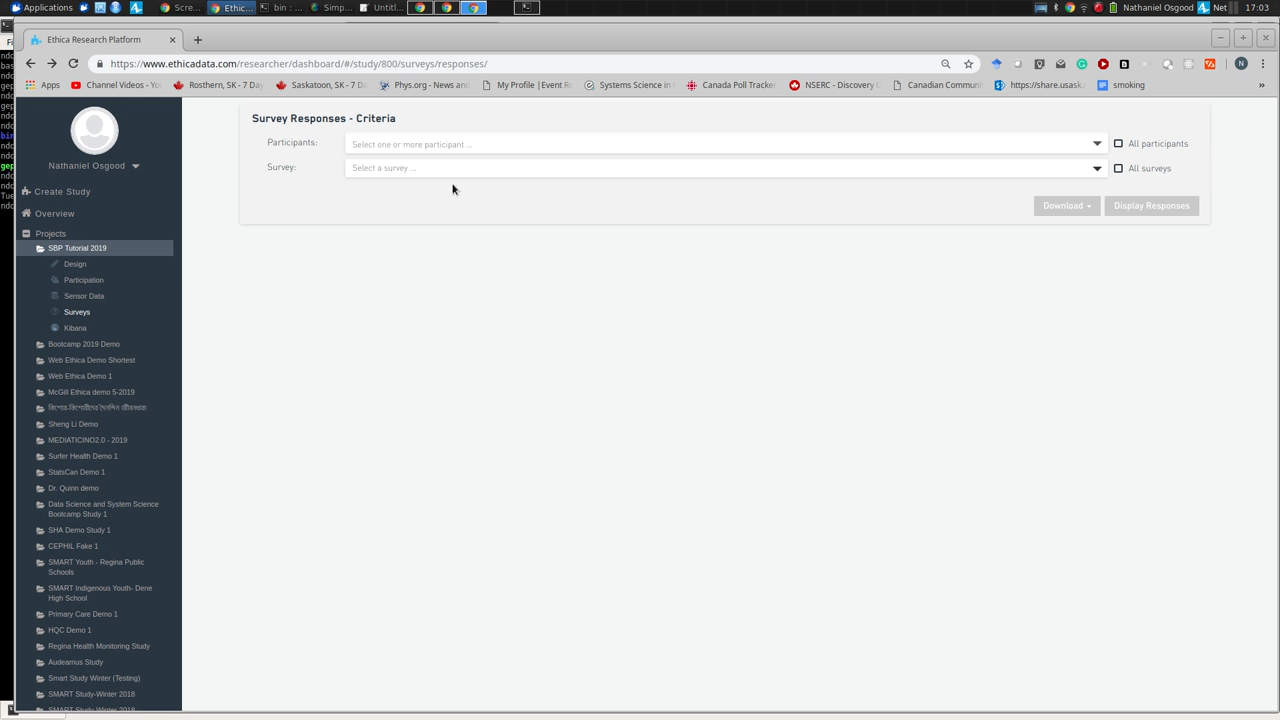 Applications
Scre...
Ethic...
bin : ...
Simp...
Untitl...
Nathaniel Osgood
Net
17:03
Ethica Research Platform
https://www.ethicadata.com/researcher/dashboard/#/study/800/surveys/responses/
Apps
Channel Videos - Yo
Rosthern, SK - 7 Day
Saskatoon, SK - 7 D
Phys.org - News and
My Profile | Event R
Systems Science in
Canada Poll Tracker
NSERC - Discovery G
Canadian Communi
https://share.usask.
smoking
Nathaniel Osgood
Create Study
Overview
Projects
SBP Tutorial 2019
Design
Participation
Sensor Data
Surveys
Kibana
Bootcamp 2019 Demo
Web Ethica Demo Shortest
Web Ethica Demo 1
McGill Ethica demo 5-2019
Sheng Li Demo
MEDIATICINO2.0 - 2019
Surfer Health Demo 1
StatsCan Demo 1
Dr. Quinn demo
Data Science and System Science
Bootcamp Study 1
SHA Demo Study 1
CEPHIL Fake 1
SMART Youth - Regina Public
Schools
SMART Indigenous Youth- Dene
High School
Primary Care Demo 1
HQC Demo 1
Regina Health Monitoring Study
Audeamus Study
Smart Study Winter (Testing)
SMART Study-Winter 2018
SMART Study Winter 2018
Survey Responses - Criteria
Participants:
Select one or more participant ...
All participants
Survey:
Select a survey ...
All surveys
Download
Display Responses